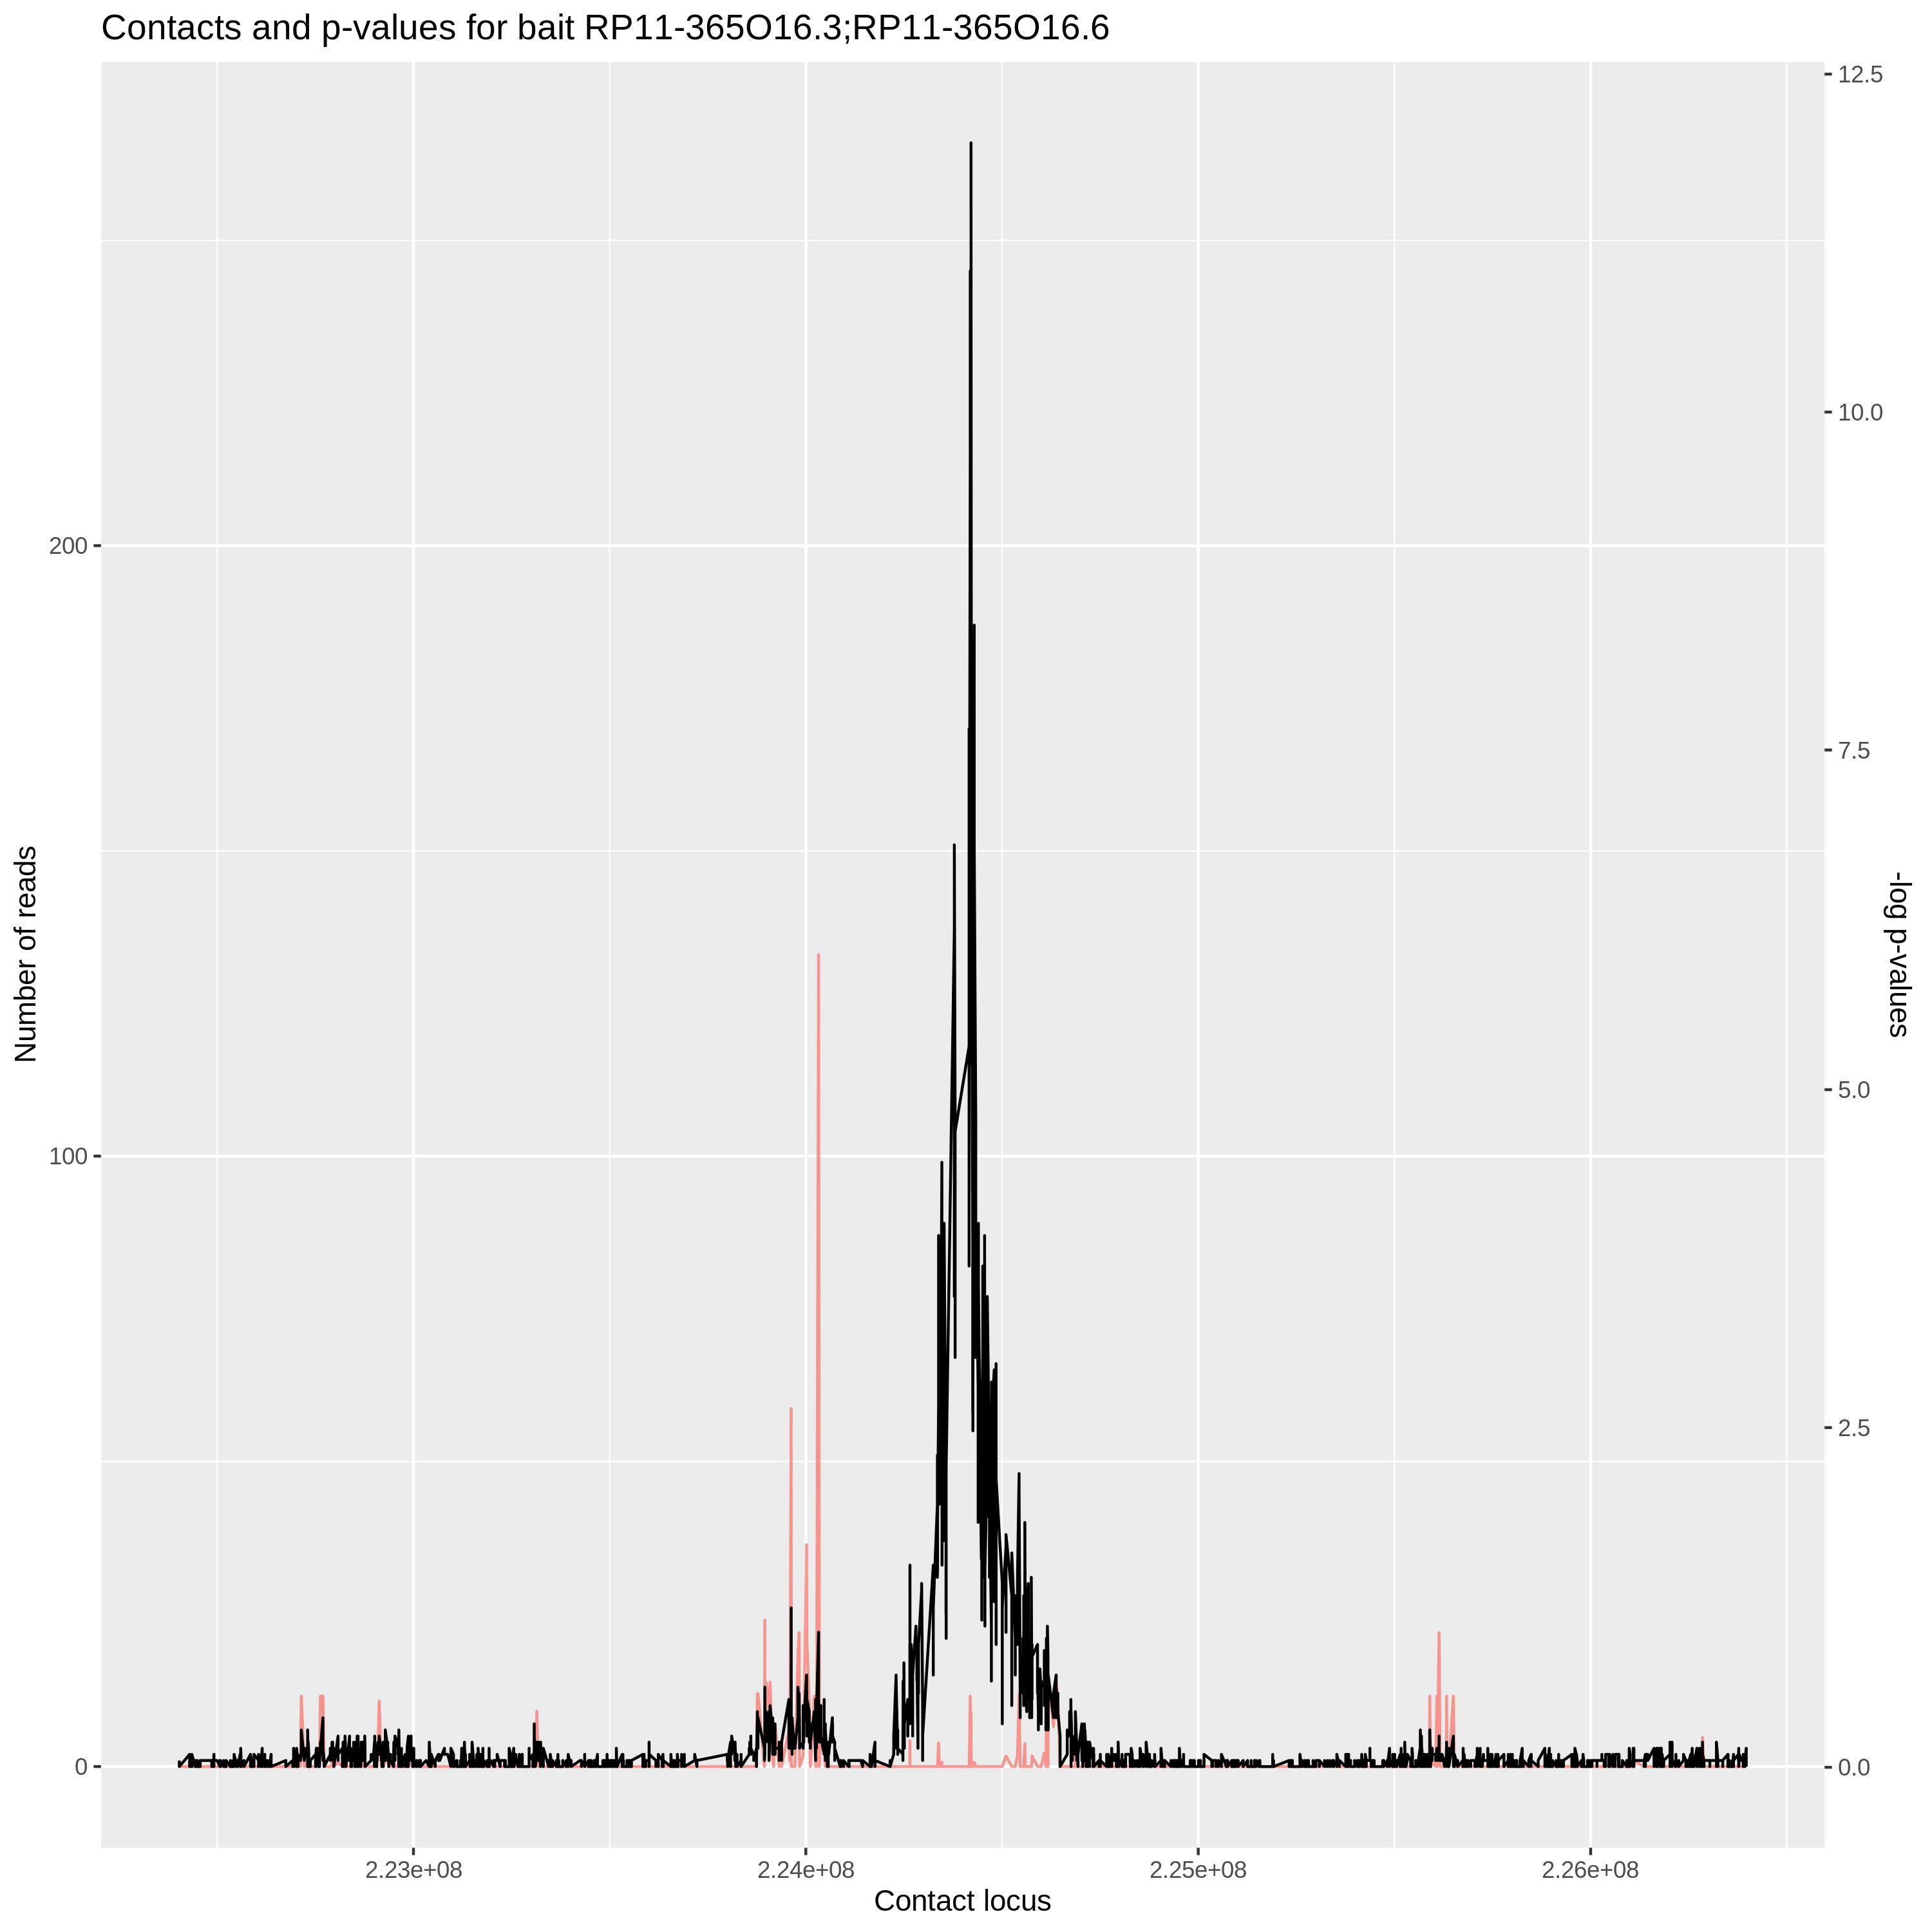 Contacts and p-values for bait RP11-365O16.3;RP11-365O16.6
12.5
10.0
200
7.5
Number of reads
-log p-values
5.0
100
2.5
0
0.0
2.23e+08
2.24e+08
2.25e+08
2.26e+08
Contact locus